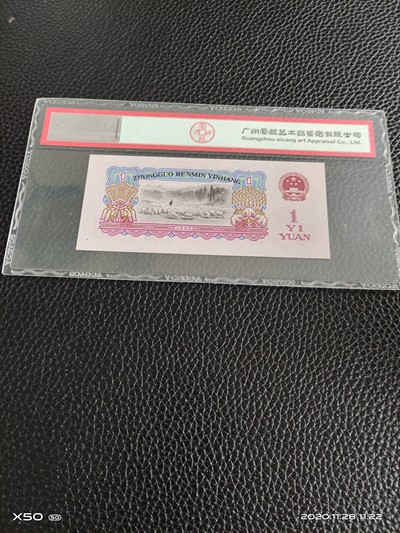 广州爱藏艺术品鉴定有限公司
Guangzhou aicang art Appraisal Co., Ltd.
ZHONGGUO RENMIN YINHANG
1
YI
YUAN
X50 5G
2020.11.28 11:22